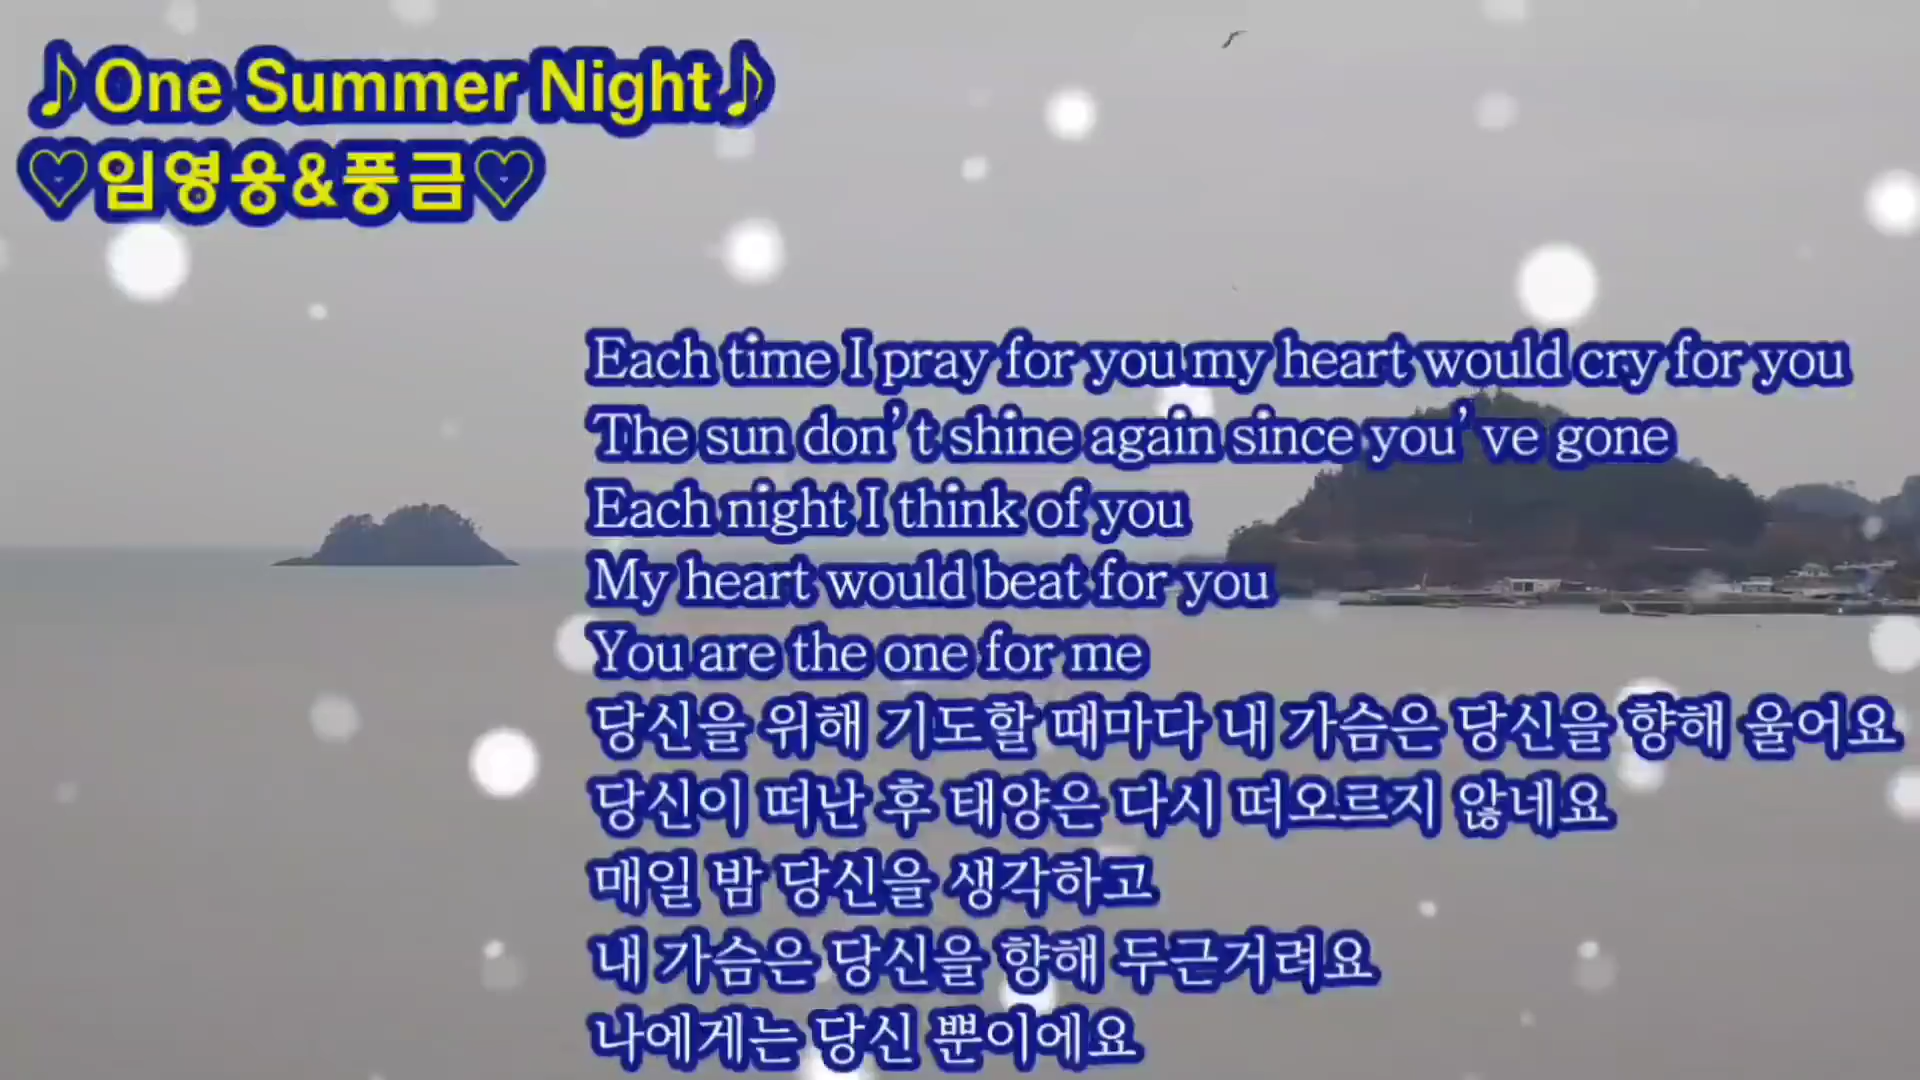 ♪One Summer Night♪
♡임영웅&풍금♡
Each time I pray for you my heart would cry for you
The sun don't shine again since you've gone
Each night I think of you
My heart would beat for you
You are the one for me
당신을 위해 기도할 때마다 내 가슴은 당신을 향해 울어요
당신이 떠난 후 태양은 다시 떠오르지 않네요
매일 밤 당신을 생각하고
내 가슴은 당신을 향해 두근거려요
나에게는 당신 뿐이에요